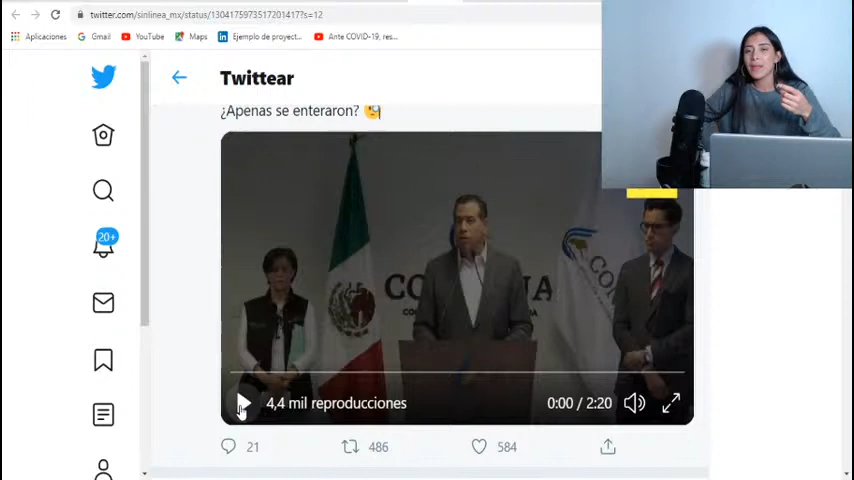 twitter.com/sinlinea_mx/status/1304175973517201417?s=12
Aplicaciones Gmail YouTube Maps Ejemplo de proyect... Ante COVID-19, res...
Twittear
¿Apenas se enteraron?
20+
4,4 mil reproducciones 0:00 / 2:20
21 486 584